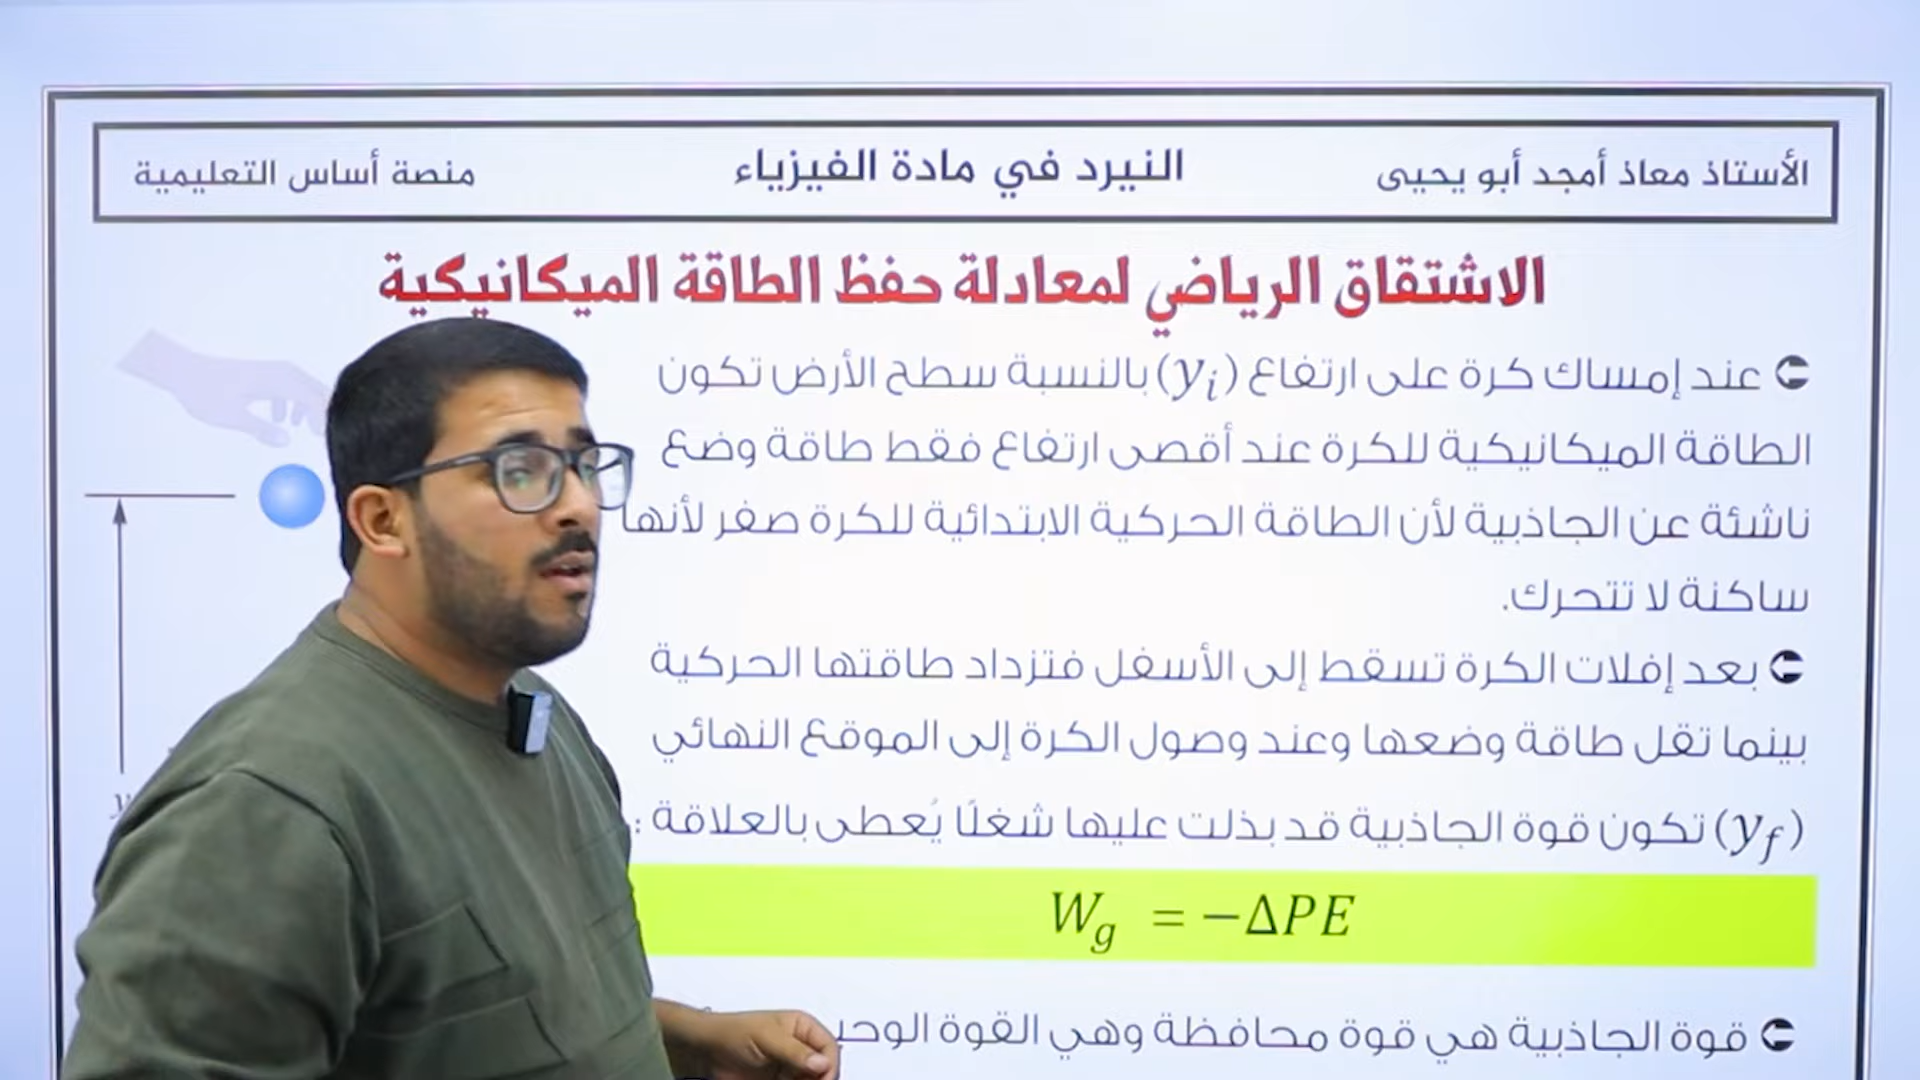 الأستاذ معاذ أمجد أبو يحيى
النيرد في مادة الفيزياء
منصة أساس التعليمية
الاشتقاق الرياضي لمعادلة حفظ الطاقة الميكانيكية
عند إمساك كرة على ارتفاع (yᵢ) بالنسبة سطح الأرض تكون
الطاقة الميكانيكية للكرة عند أقصى ارتفاع فقط طاقة وضع
ناشئة عن الجاذبية لأن الطاقة الحركية الابتدائية للكرة صفر لأنها
ساكنة لا تتحرك.
بعد إفلات الكرة تسقط إلى الأسفل فتزداد طاقتها الحركية
بينما تقل طاقة وضعها وعند وصول الكرة إلى الموقع النهائي
(y_f) تكون قوة الجاذبية قد بذلت عليها شغلًا يُعطى بالعلاقة :
W_g = −ΔPE
قوة الجاذبية هي قوة محافظة وهي القوة
y